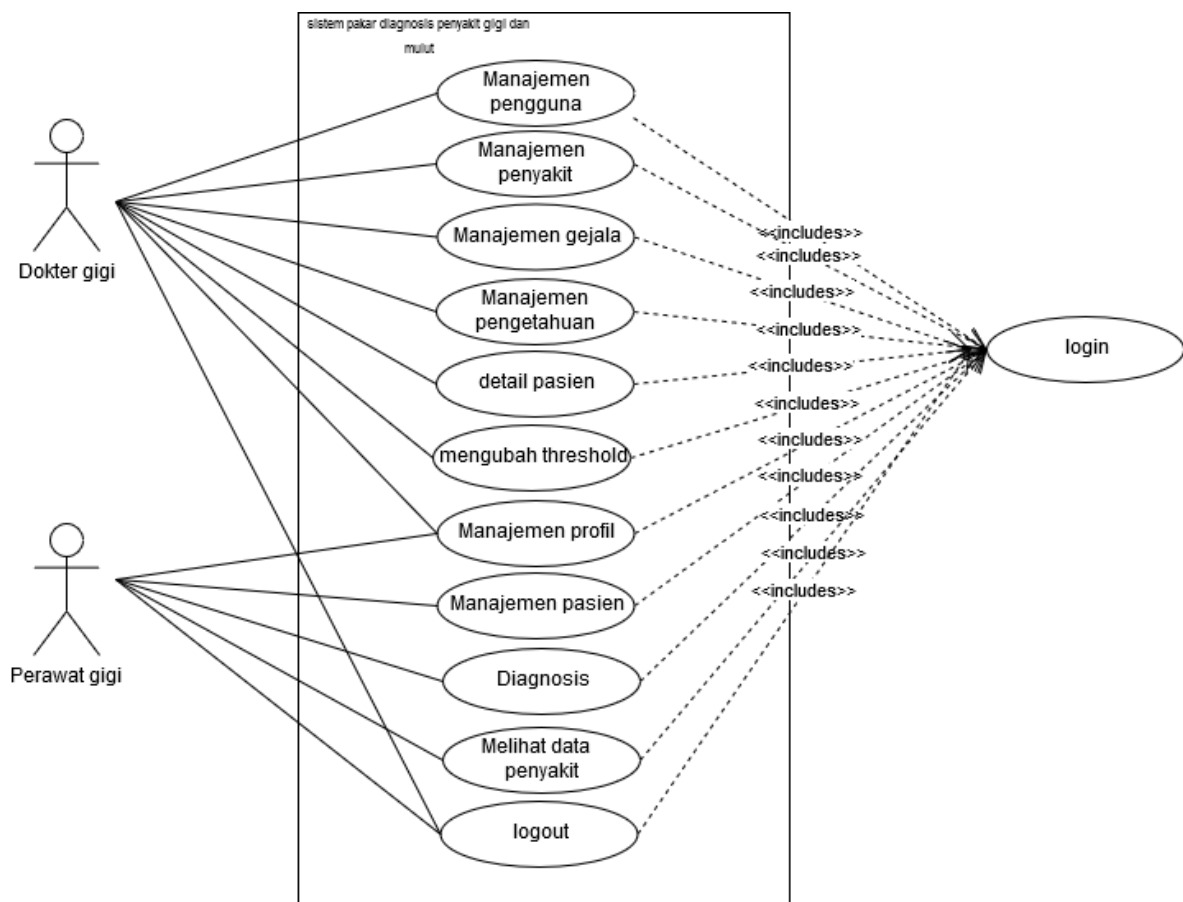 sistem pakar diagnosis penyakit gigi dan
mulut
Manajemen
pengguna
Manajemen
penyakit
Manajemen gejala
Manajemen
pengetahuan
detail pasien
mengubah threshold
Manajemen profil
Manajemen pasien
Diagnosis
Melihat data
penyakit
logout
Dokter gigi
Perawat gigi
<<includes>>
<<includes>>
<<includes>>
<<includes>>
<<includes>>
<<includes>>
<<includes>>
<<includes>>
<<includes>>
<<includes>>
<<includes>>
login